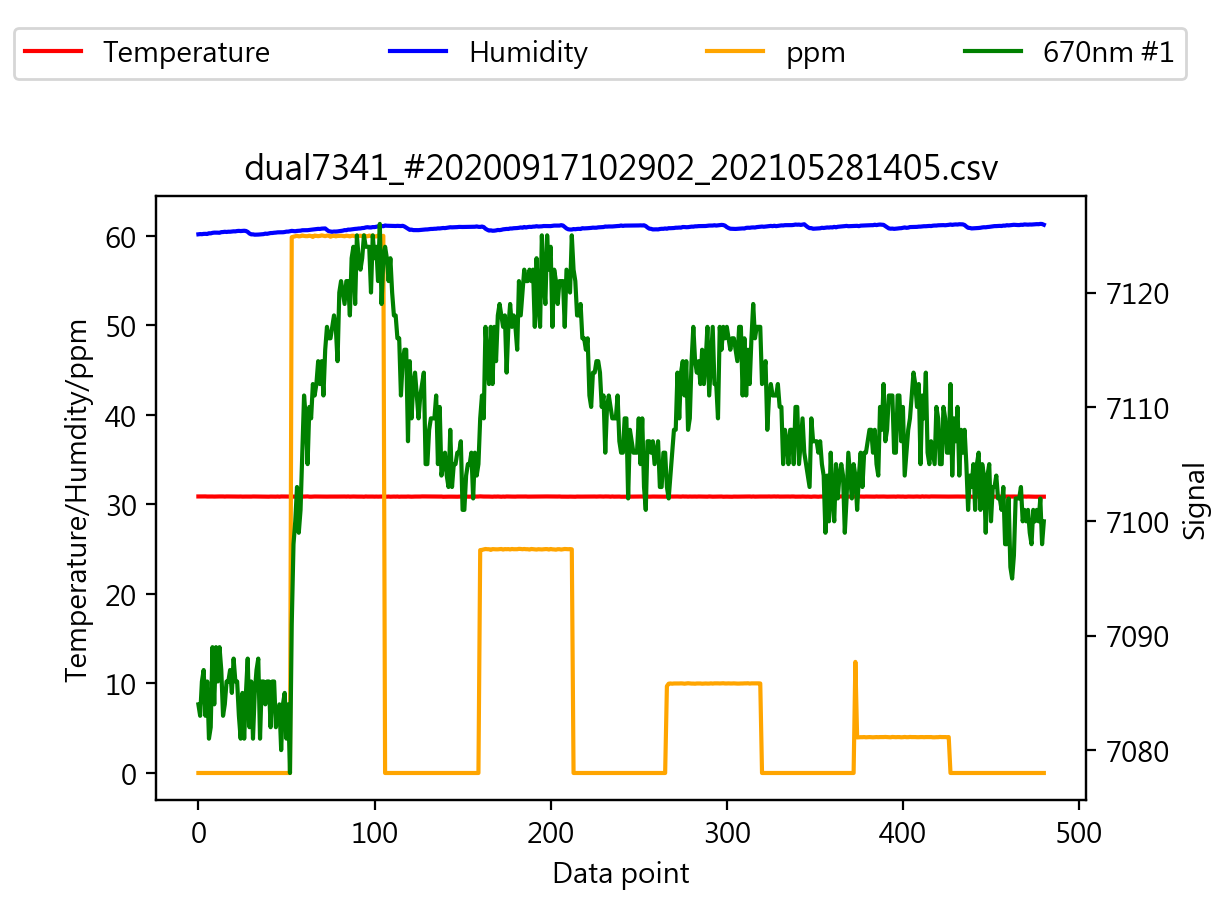 Temperature Humidity ppm 670nm #1
dual7341_#20200917102902_202105281405.csv
Temperature/Humdity/ppm
60
50
40
30
20
10
0
7120
7110
7100
7090
7080
Signal
0 100 200 300 400 500
Data point